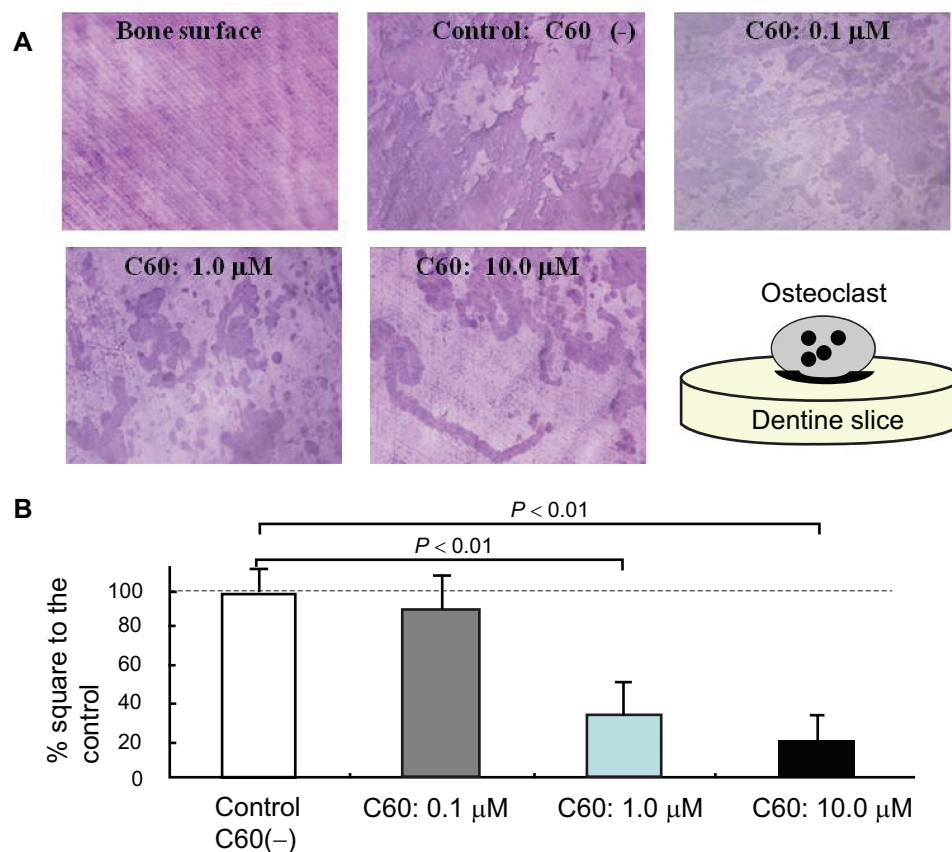 A
Bone surface
Control: C60 (-)
C60: 0.1 μM
C60: 1.0 μM
C60: 10.0 μM
Osteoclast
Dentine slice
B
P < 0.01
P < 0.01
% square to the
control
100
80
60
40
20
0
Control
C60(−)
C60: 0.1 μM
C60: 1.0 μM
C60: 10.0 μM